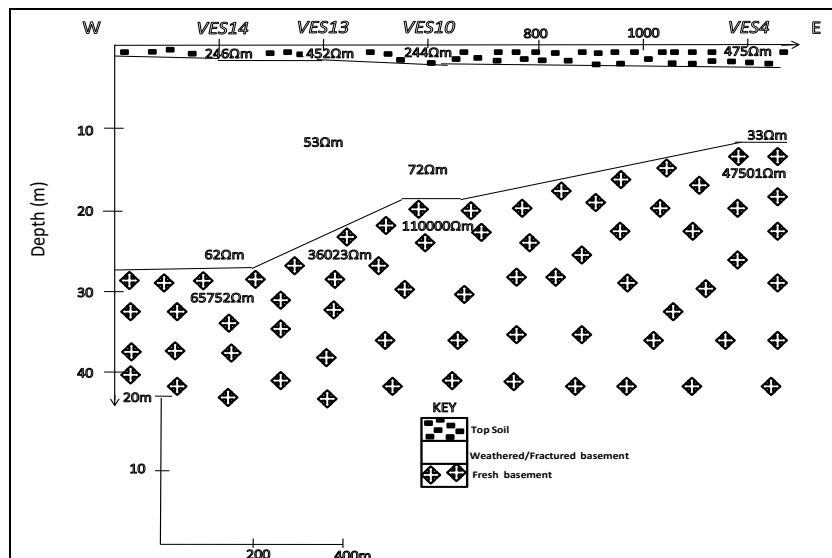 W VES14 VES13 VES10 800 1000 VES4 E
246Ωm 452Ωm 244Ωm 475Ωm
10
53Ωm
33Ωm
72Ωm
47501Ωm
Depth (m)
20
110000Ωm
62Ωm
36023Ωm
30
65752Ωm
40
20m
KEY
Top Soil
Weathered/Fractured basement
Fresh basement
10
200 400m